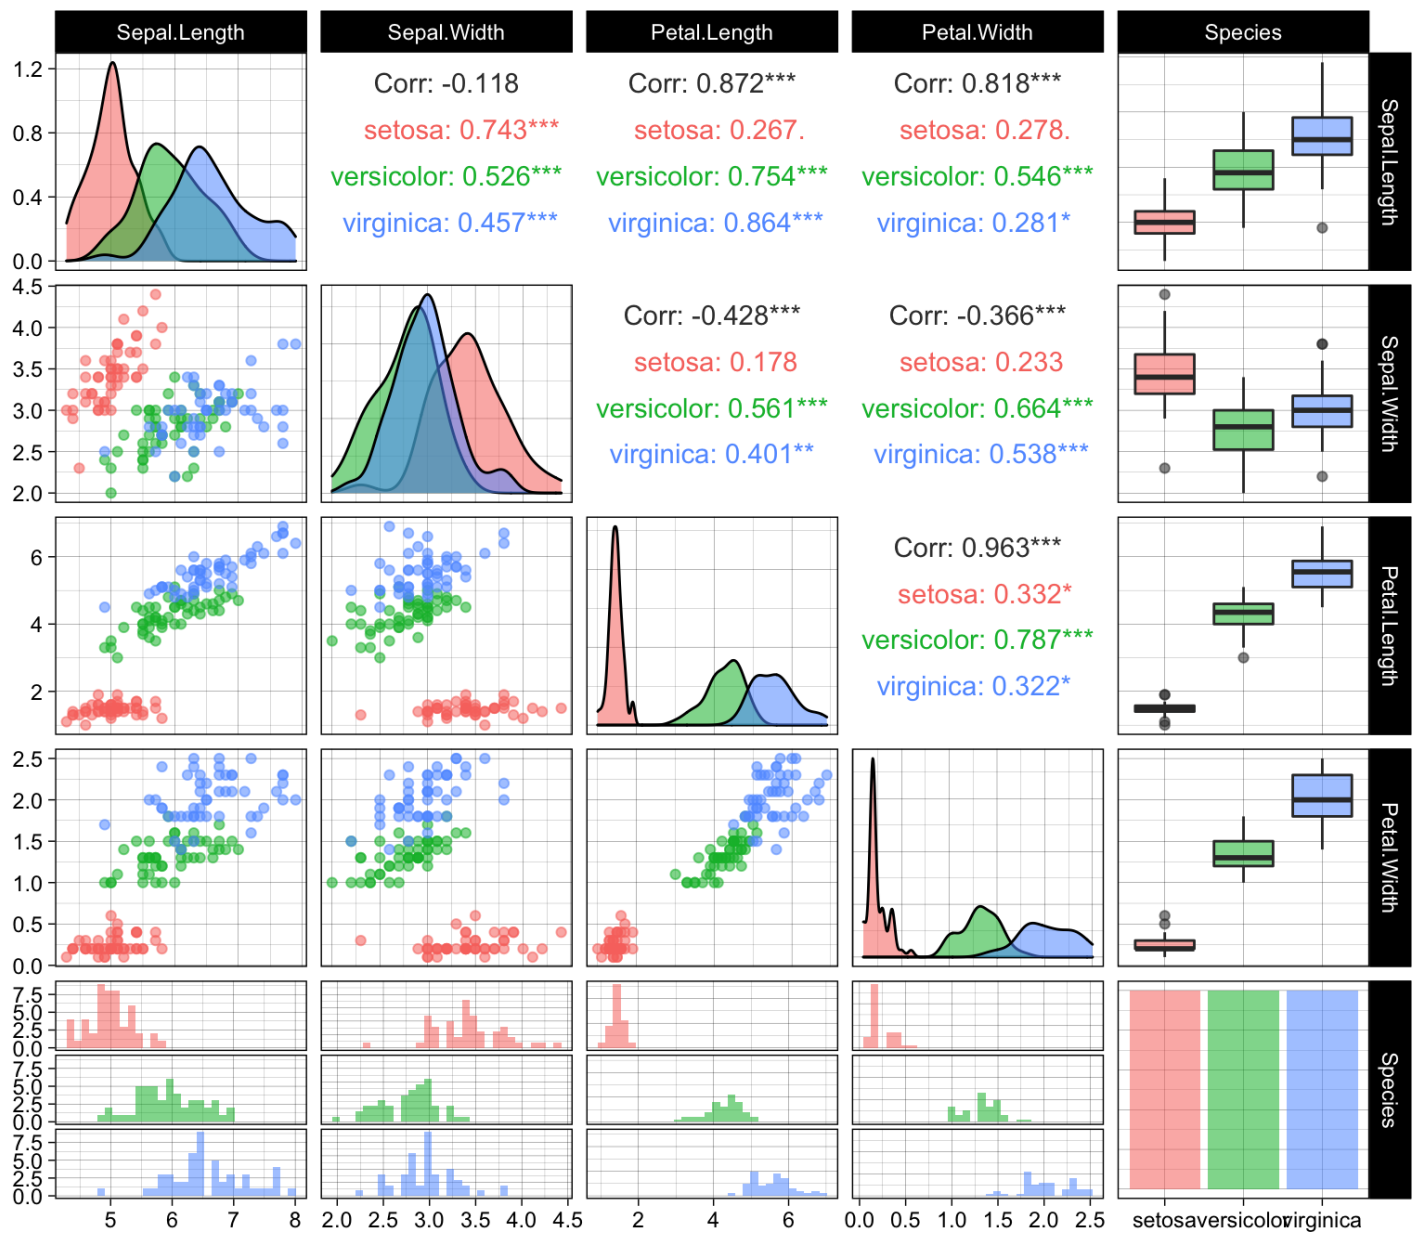 Sepal.Length Sepal.Width Petal.Length Petal.Width Species
1.2
0.8
0.4
0.0
Corr: -0.118
setosa: 0.743***
versicolor: 0.526***
virginica: 0.457***
Corr: 0.872***
setosa: 0.267.
versicolor: 0.754***
virginica: 0.864***
Corr: 0.818***
setosa: 0.278.
versicolor: 0.546***
virginica: 0.281*
Sepal.Length
4.5
4.0
3.5
3.0
2.5
2.0
Corr: -0.428***
setosa: 0.178
versicolor: 0.561***
virginica: 0.401**
Corr: -0.366***
setosa: 0.233
versicolor: 0.664***
virginica: 0.538***
Sepal.Width
6
4
2
Corr: 0.963***
setosa: 0.332*
versicolor: 0.787***
virginica: 0.322*
Petal.Length
2.5
2.0
1.5
1.0
0.5
0.0
Petal.Width
7.5
5.0
2.5
0.0
7.5
5.0
2.5
0.0
7.5
5.0
2.5
0.0
Species
5 6 7 8 2.0 2.5 3.0 3.5 4.0 4.5 2 4 6 0.0 0.5 1.0 1.5 2.0 2.5 setosa versicolor virginica